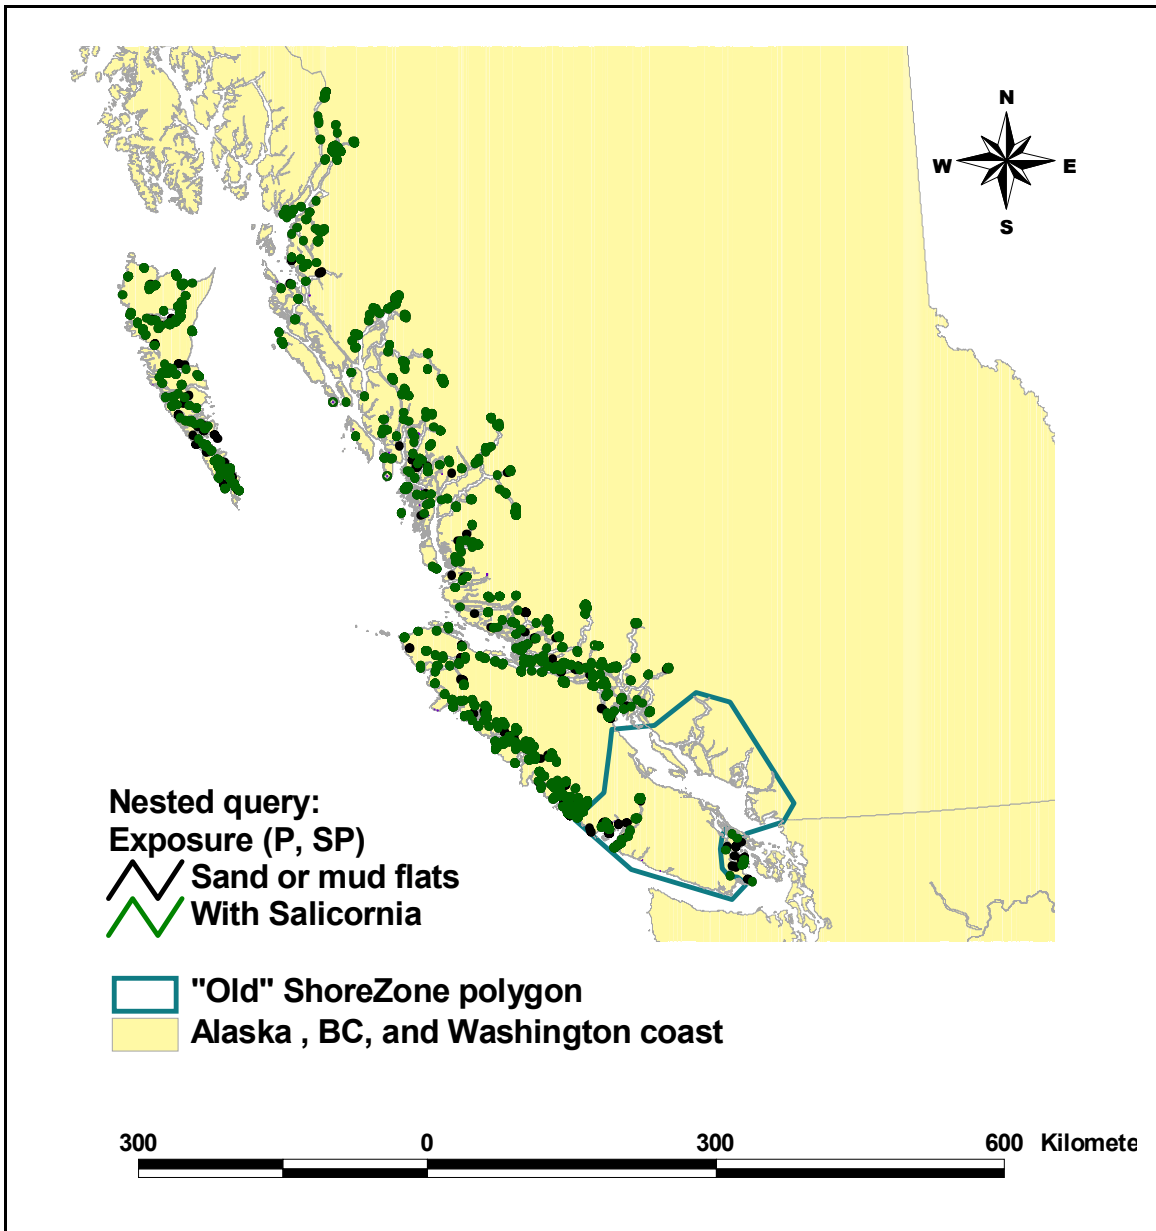 N
W E
S
Nested query:
Exposure (P, SP)
Sand or mud flats
With Salicornia
"Old" ShoreZone polygon
Alaska , BC, and Washington coast
300 0 300 600 Kilomete